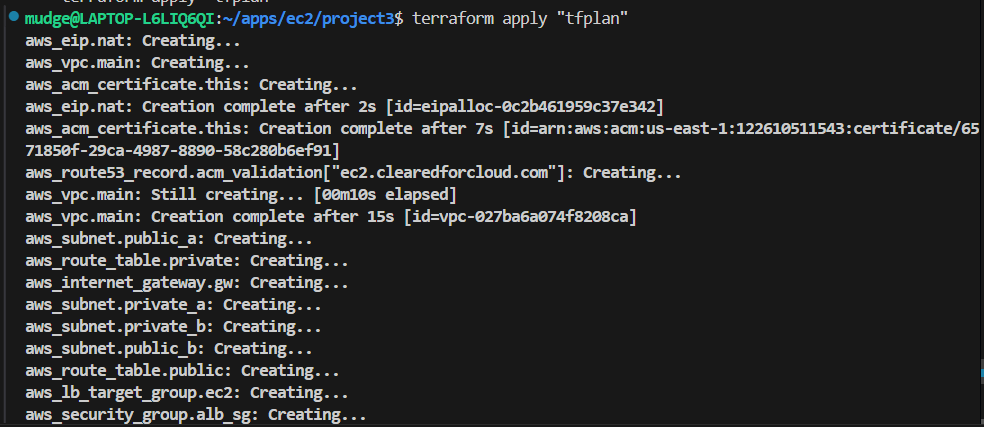 mudge@LAPTOP-L6LIQ6QI:~/apps/ec2/project3$ terraform apply "tfplan"
aws_eip.nat: Creating...
aws_vpc.main: Creating...
aws_acm_certificate.this: Creating...
aws_eip.nat: Creation complete after 2s [id=eipalloc-0c2b461959c37e342]
aws_acm_certificate.this: Creation complete after 7s [id=arn:aws:acm:us-east-1:122610511543:certificate/65
71850f-29ca-4987-8890-58c280b6ef91]
aws_route53_record.acm_validation["ec2.clearedforcloud.com"]: Creating...
aws_vpc.main: Still creating... [00m10s elapsed]
aws_vpc.main: Creation complete after 15s [id=vpc-027ba6a074f8208ca]
aws_subnet.public_a: Creating...
aws_route_table.private: Creating...
aws_internet_gateway.gw: Creating...
aws_subnet.private_a: Creating...
aws_subnet.private_b: Creating...
aws_subnet.public_b: Creating...
aws_route_table.public: Creating...
aws_lb_target_group.ec2: Creating...
aws_security_group.alb_sg: Creating...